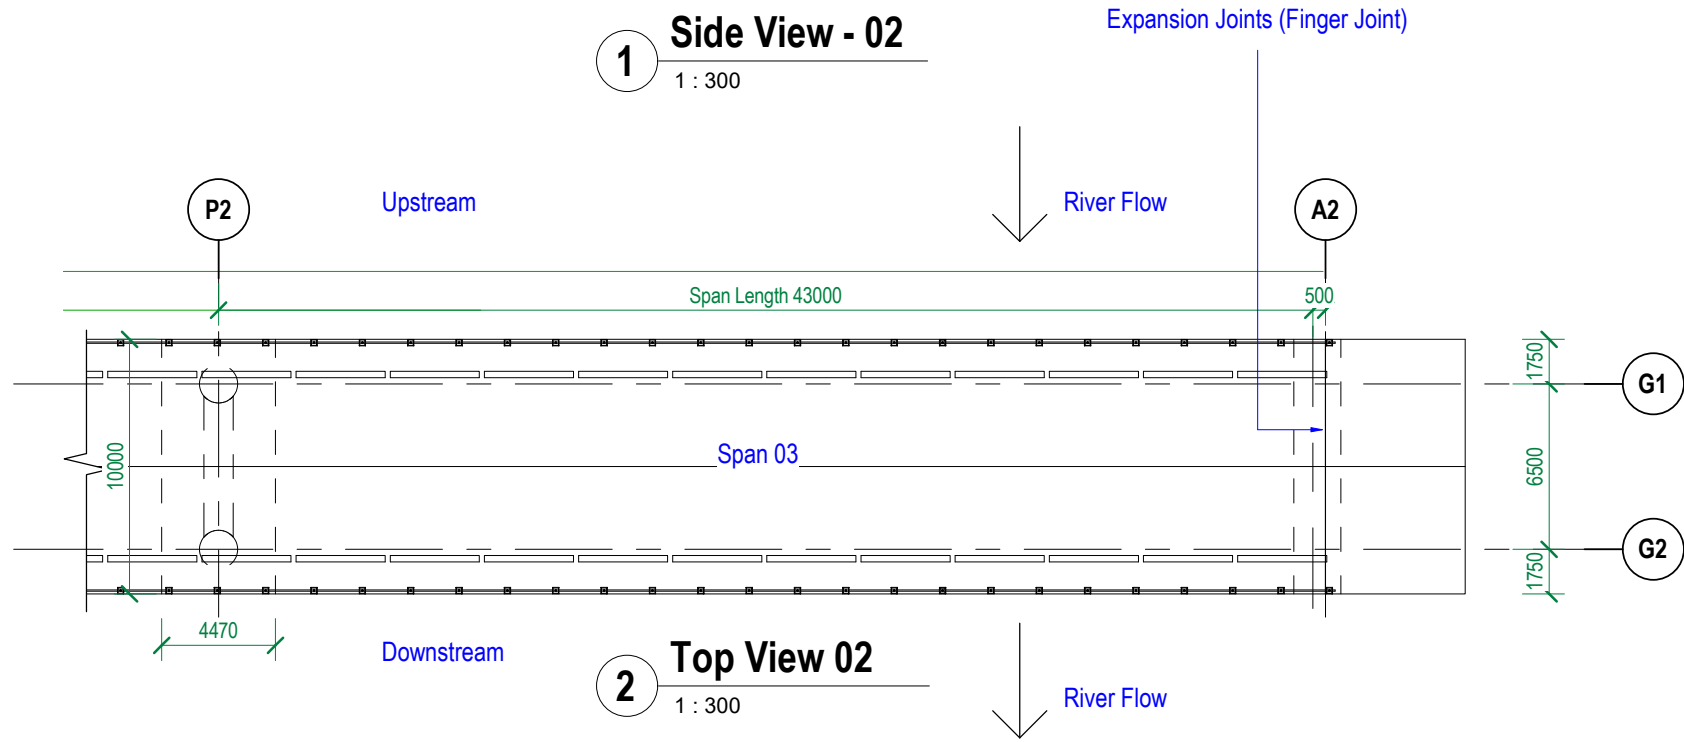 Expansion Joints (Finger Joint)
1
Side View - 02
1 : 300
P2
Upstream
River Flow
A2
Span Length 43000
500
1750
G1
Span 03
10000
6500
G2
1750
4470
Downstream
2
Top View 02
1 : 300
River Flow